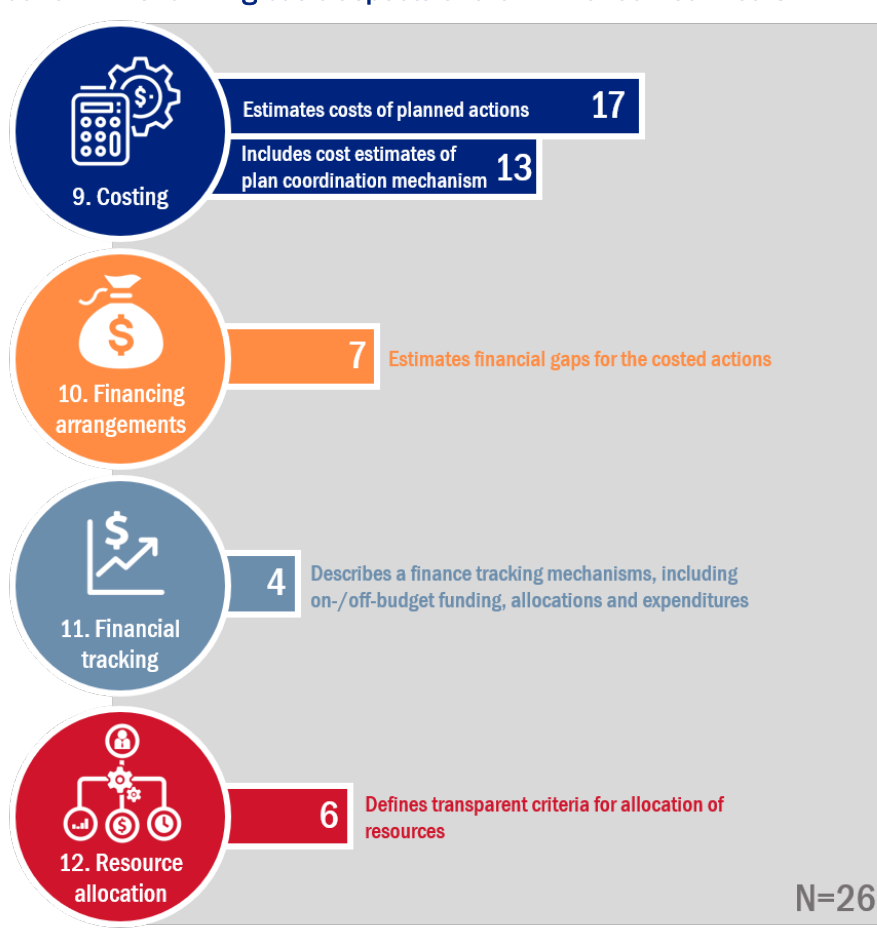 Estimates costs of planned actions 17
Includes cost estimates of
plan coordination mechanism 13
9. Costing
7 Estimates financial gaps for the costed actions
10. Financing
arrangements
4
Describes a finance tracking mechanisms, including
on-/off-budget funding, allocations and expenditures
11. Financial
tracking
6
Defines transparent criteria for allocation of
resources
12. Resource
allocation
N=26